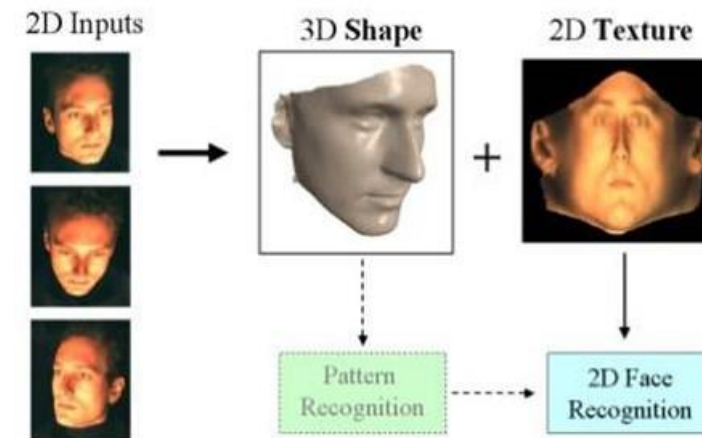 2D Inputs
3D Shape
2D Texture
+
Pattern
Recognition
2D Face
Recognition